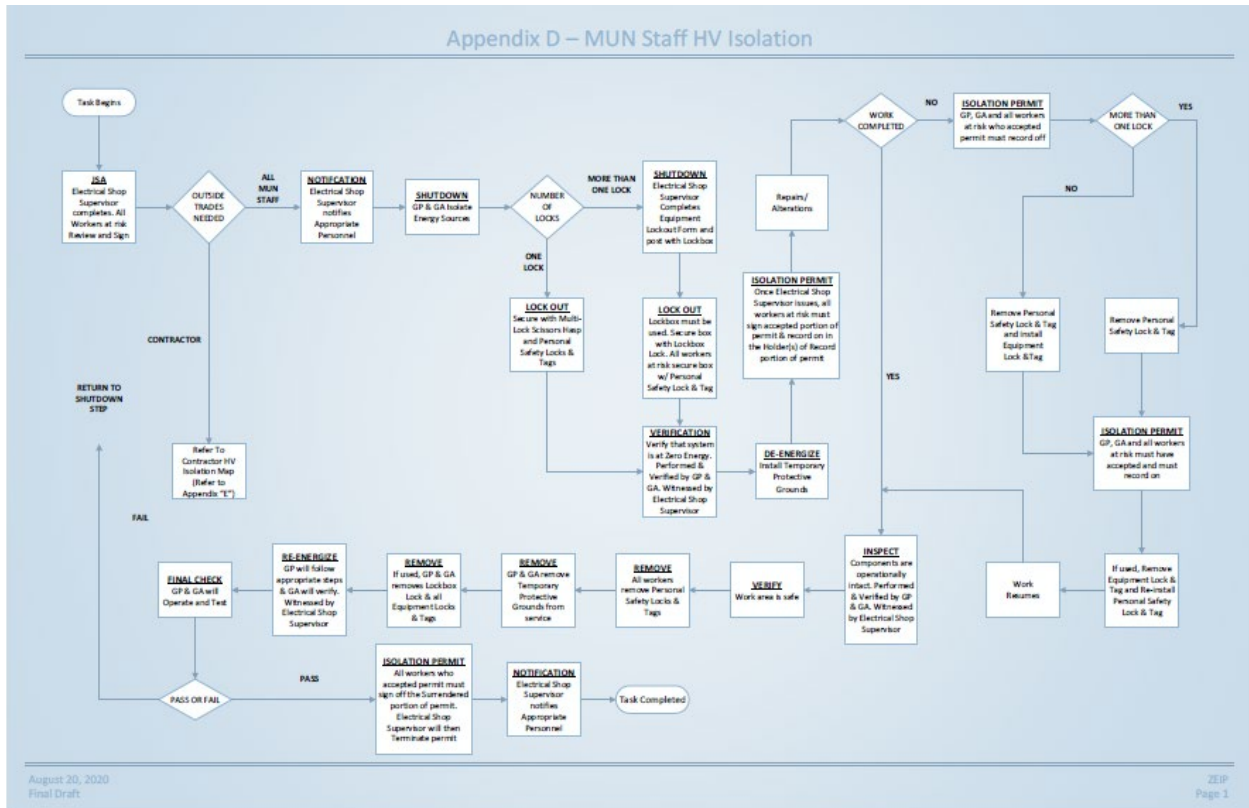 Appendix D – MUN Staff HV Isolation
Task Begins
JSA
Electrical Shop
Supervisor
completes. All
Workers at risk
Review and Sign
OUTSIDE
TRADES
NEEDED
ALL
MUN
STAFF
NOTIFCATION
Electrical Shop
Supervisor
notifies
Appropriate
Personnel
SHUTDOWN
GP & GA Isolate
Energy Sources
NUMBER
OF
LOCKS
MORE THAN
ONE LOCK
SHUTDOWN
Electrical Shop
Supervisor
Completes
Equipment
Lockout Form and
post with Lockbox
ONE
LOCK
LOCK OUT
Secure with Multi-
Lock Scissors Hasp
and Personal
Safety Locks &
Tags
LOCK OUT
Lockbox must be
used. Secure box
with Lockbox
Lock. All workers
at risk secure box
w/ Personal
Safety Lock & Tag
VERIFICATION
Verify that system
is at Zero Energy.
Performed &
Verified by GP &
GA. Witnessed by
Electrical Shop
Supervisor
DE-ENERGIZE
Install Temporary
Protective
Grounds
ISOLATION PERMIT
Once Electrical Shop
Supervisor issues, all
workers at risk must
sign accepted portion of
permit & record on in
the Holder(s) of Record
portion of permit
Repairs/
Alterations
WORK
COMPLETED
NO
ISOLATION PERMIT
GP, GA and all workers
at risk who accepted
permit must record off
MORE THAN
ONE LOCK
YES
NO
Remove Personal
Safety Lock & Tag
and Install
Equipment
Lock &Tag
Remove Personal
Safety Lock & Tag
ISOLATION PERMIT
GP, GA and all workers
at risk must have
accepted and must
record on
If used, Remove
Equipment Lock &
Tag and Re-install
Personal Safety
Lock & Tag
Work
Resumes
YES
CONTRACTOR
Refer To
Contractor HV
Isolation Map
(Refer to
Appendix "E")
RETURN TO
SHUTDOWN
STEP
FAIL
INSPECT
Components are
operationally
intact. Performed
& Verified by GP
& GA. Witnessed
by Electrical Shop
Supervisor
VERIFY
Work area is safe
REMOVE
All workers
remove Personal
Safety Locks &
Tags
REMOVE
GP & GA remove
Temporary
Protective
Grounds from
service
REMOVE
If used, GP & GA
removes Lockbox
Lock & all
Equipment Locks
& Tags
RE-ENERGIZE
GP will follow
appropriate steps
& GA will verify.
Witnessed by
Electrical Shop
Supervisor
FINAL CHECK
GP & GA will
Operate and Test
PASS OR FAIL
PASS
ISOLATION PERMIT
All workers who
accepted permit must
sign off the Surrendered
portion of permit.
Electrical Shop
Supervisor will then
Terminate permit
NOTIFICATION
Electrical Shop
Supervisor
notifies
Appropriate
Personnel
Task Completed
August 20, 2020
Final Draft
ZEIP
Page 1